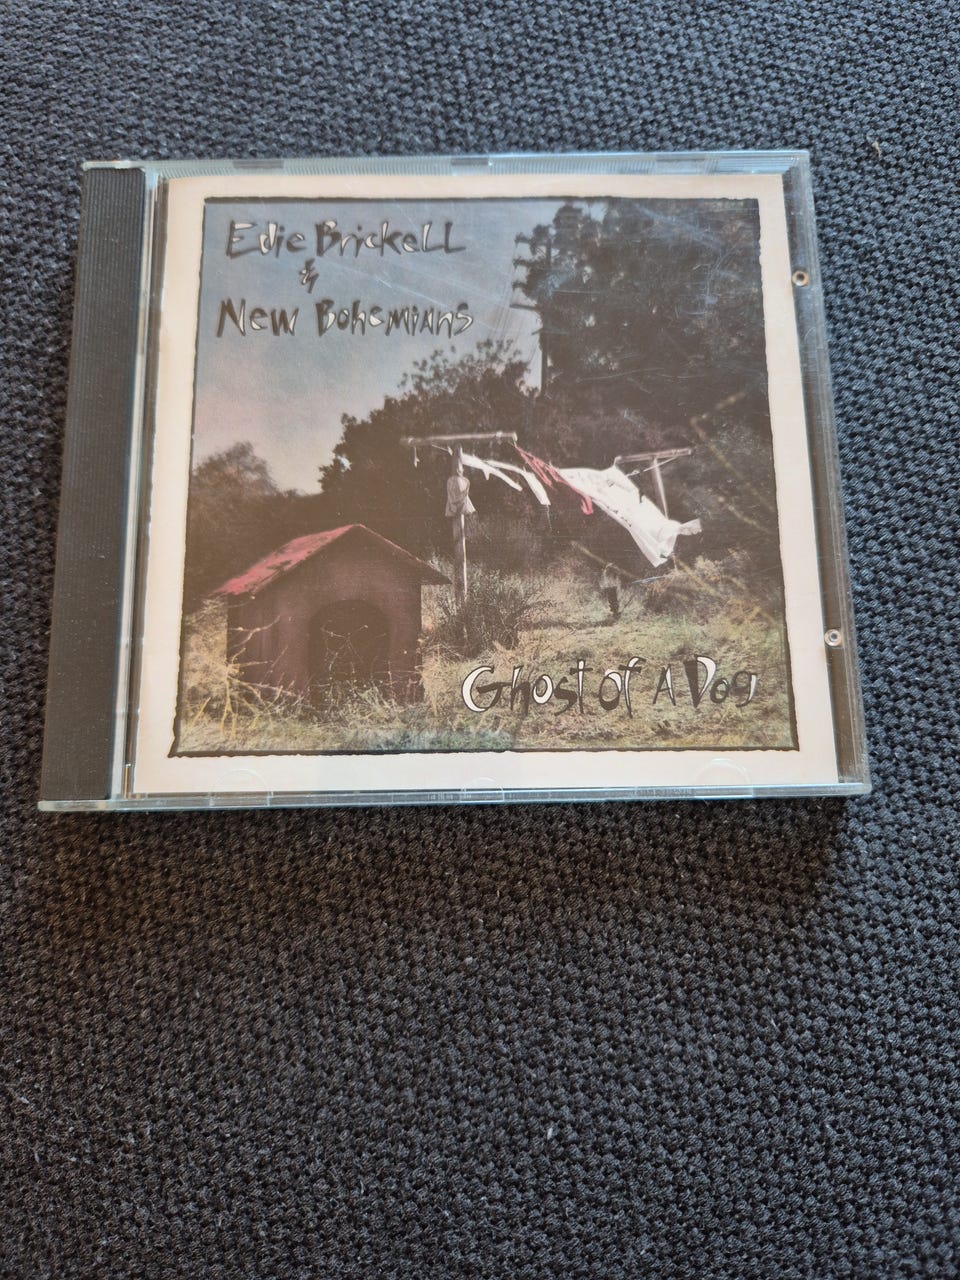 Edie Brickell
&
New Bohemians
Ghost of A Dog